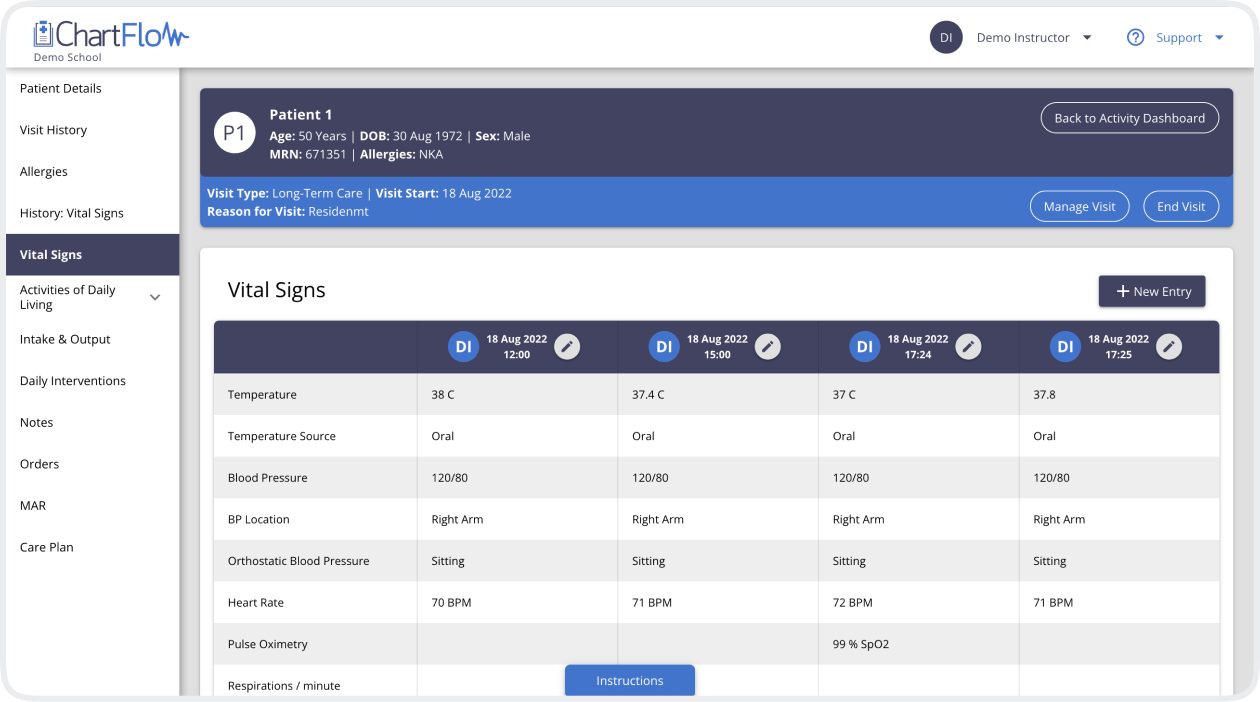 ChartFlow
Demo School
DI Demo Instructor
? Support
Patient Details
Visit History
Allergies
History: Vital Signs
Vital Signs
Activities of Daily
Living
Intake & Output
Daily Interventions
Notes
Orders
MAR
Care Plan
P1
Patient 1
Age: 50 Years | DOB: 30 Aug 1972 | Sex: Male
MRN: 671351 | Allergies: NKA
Back to Activity Dashboard
Visit Type: Long-Term Care | Visit Start: 18 Aug 2022
Reason for Visit: Residenmt
Manage Visit
End Visit
Vital Signs
+ New Entry
DI 18 Aug 2022 12:00 DI 18 Aug 2022 15:00 DI 18 Aug 2022 17:24 DI 18 Aug 2022 17:25
Temperature 38 C 37.4 C 37 C 37.8
Temperature Source Oral Oral Oral Oral
Blood Pressure 120/80 120/80 120/80 120/80
BP Location Right Arm Right Arm Right Arm Right Arm
Orthostatic Blood Pressure Sitting Sitting Sitting Sitting
Heart Rate 70 BPM 71 BPM 72 BPM 71 BPM
Pulse Oximetry 99 % SpO2
Respirations / minute
Instructions